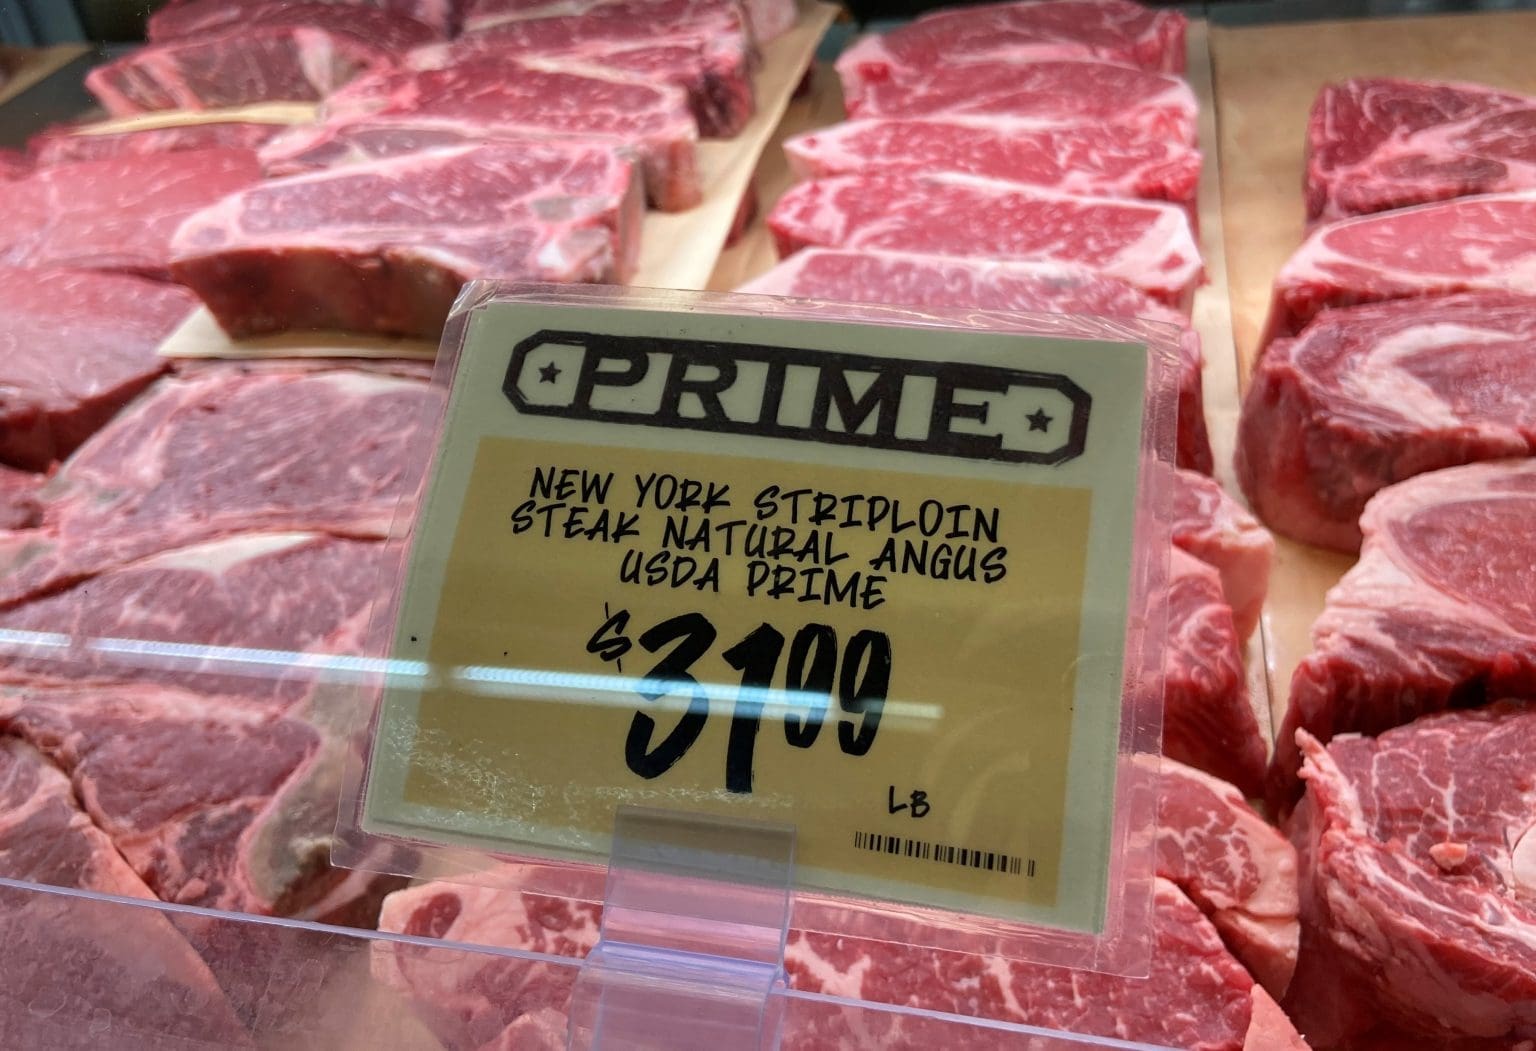 PRIME
NEW YORK STRIPLOIN
STEAK NATURAL ANGUS
USDA PRIME
$3199
LB